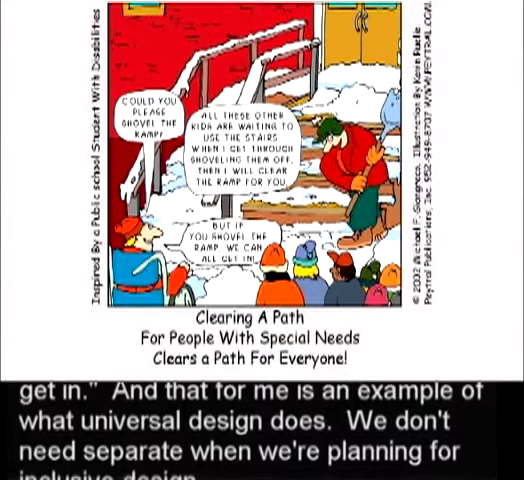 Inspired By a Public school Student With Disabilities
COULD YOU
PLEASE
SHOVEL THE
RAMP?
ALL THESE OTHER
KIDS ARE WAITING TO
USE THE STAIRS.
WHEN I GET THROUGH
SHOVELING THEM OFF,
THEN I WILL CLEAR
THE RAMP FOR YOU.
BUT IF
YOU SHOVEL THE
RAMP, WE CAN
ALL GET IN!
© 2002 Michael F. Giangreco, Illustration By Kevin Ruelle
Peytral Publications, Inc. 952-949-8707 WWW.PEYTRAL.COM
Clearing A Path
For People With Special Needs
Clears a Path For Everyone!
get in." And that for me is an example of
what universal design does. We don't
need separate when we're planning for
inclusive design